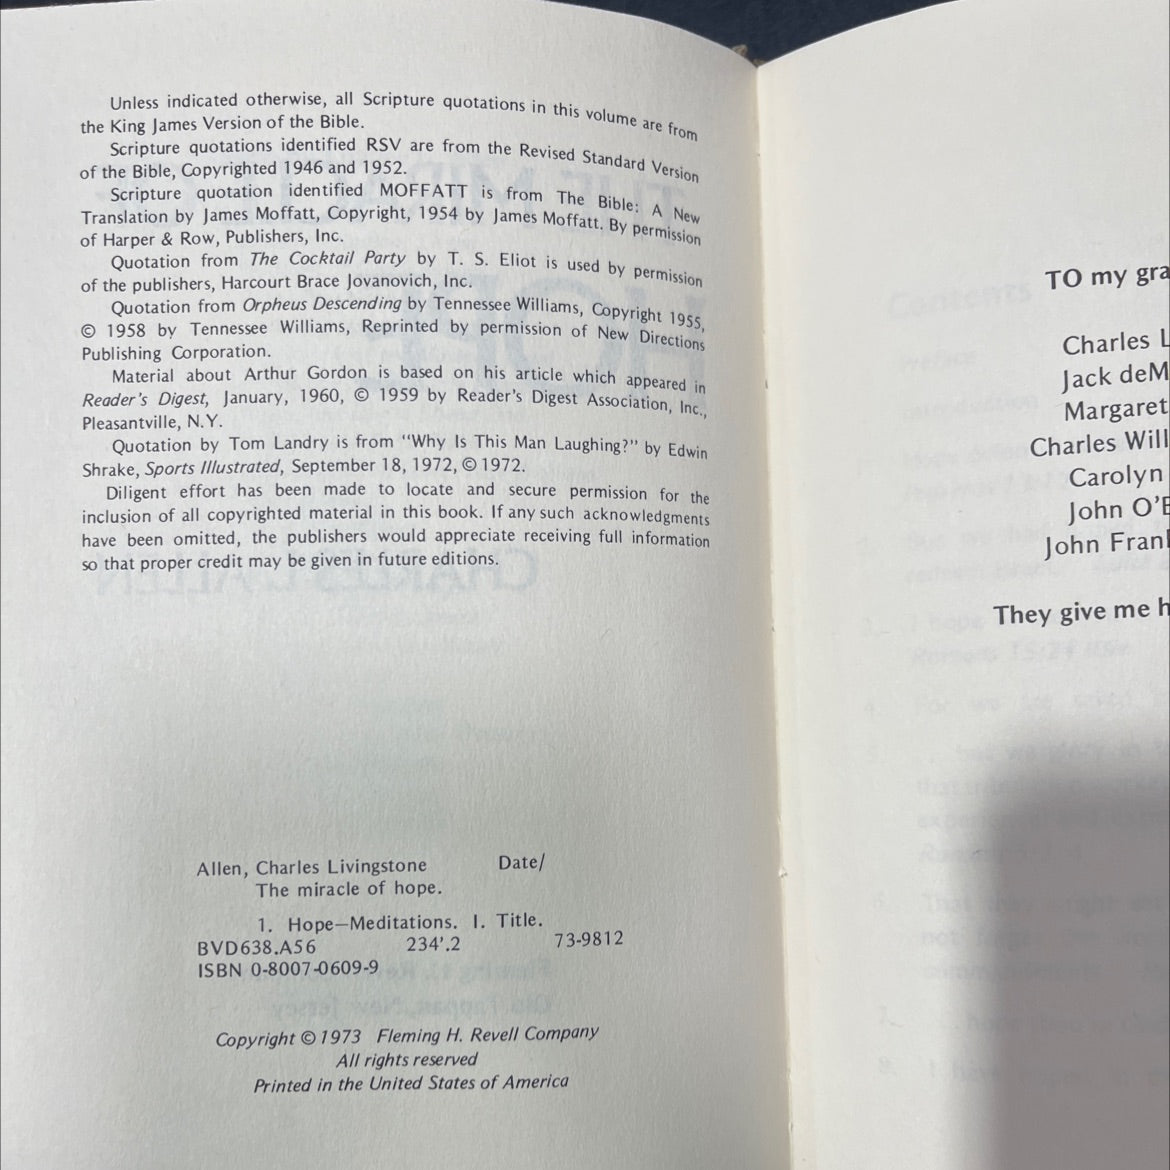 Unless indicated otherwise, all Scripture quotations in this volume are from
the King James Version of the Bible.
Scripture quotations identified RSV are from the Revised Standard Version
of the Bible, Copyrighted 1946 and 1952.
Scripture quotation identified MOFFATT is from The Bible: A New
Translation by James Moffatt, Copyright, 1954 by James Moffatt. By permission
of Harper & Row, Publishers, Inc.
Quotation from The Cocktail Party by T. S. Eliot is used by permission
of the publishers, Harcourt Brace Jovanovich, Inc.
Quotation from Orpheus Descending by Tennessee Williams, Copyright 1955,
© 1958 by Tennessee Williams, Reprinted by permission of New Directions
Publishing Corporation.
Material about Arthur Gordon is based on his article which appeared in
Reader's Digest, January, 1960, © 1959 by Reader's Digest Association, Inc.,
Pleasantville, N.Y.
Quotation by Tom Landry is from "Why Is This Man Laughing?" by Edwin
Shrake, Sports Illustrated, September 18, 1972, © 1972.
Diligent effort has been made to locate and secure permission for the
inclusion of all copyrighted material in this book. If any such acknowledgments
have been omitted, the publishers would appreciate receiving full information
so that proper credit may be given in future editions.
Allen, Charles Livingstone Date/
The miracle of hope.
1. Hope—Meditations. I. Title.
BVD638.A56 234'.2 73-9812
ISBN 0-8007-0609-9
Copyright © 1973 Fleming H. Revell Company
All rights reserved
Printed in the United States of America
TO my gra
Charles L
Jack deM
Margaret
Charles Will
Carolyn
John O'B
John Frank
They give me h